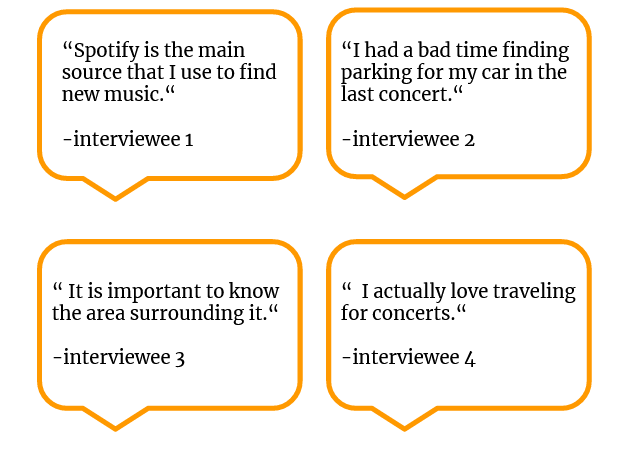 “Spotify is the main
source that I use to find
new music.“
-interviewee 1
“I had a bad time finding
parking for my car in the
last concert.“
-interviewee 2
“ It is important to know
the area surrounding it.“
-interviewee 3
“  I actually love traveling
for concerts.“
-interviewee 4